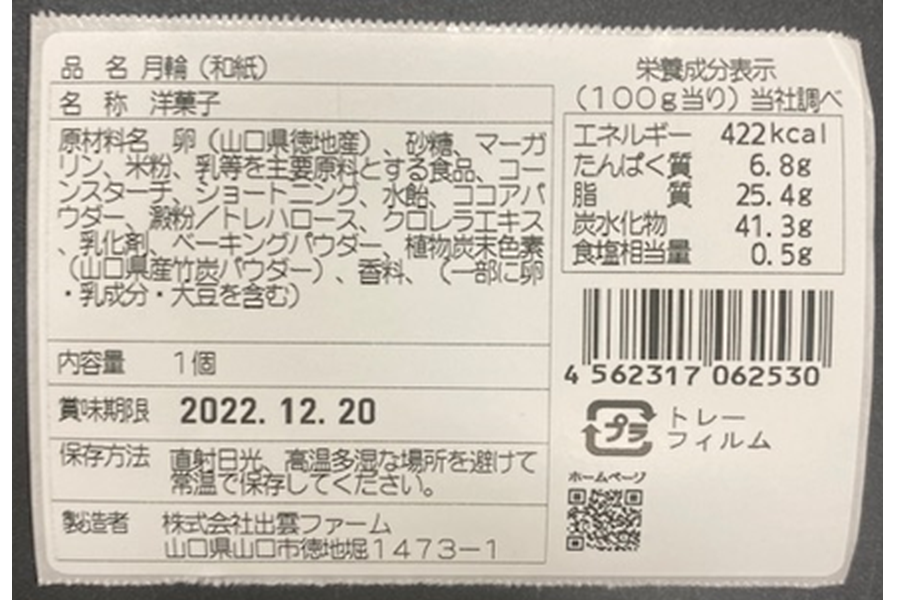 品 名 月輪（和紙）
名 称 洋菓子
原材料名 卵（山口県徳地産）、砂糖、マーガ
リン、米粉、乳等を主要原料とする食品、コー
ンスターチ、ショートニング、水飴、ココアパ
ウダー、澱粉／トレハロース、クロレラエキス
、乳化剤、ベーキングパウダー、植物炭末色素
（山口県産竹炭パウダー）、香料、（一部に卵
・乳成分・大豆を含む）
内容量 1個
賞味期限 2022.12.20
保存方法 直射日光、高温多湿な場所を避けて
常温で保存してください。
製造者 株式会社出雲ファーム
山口県山口市徳地堀1473－1
栄養成分表示
（100g当り）当社調べ
エネルギー 422kcal
たんぱく質 6.8g
脂 質 25.4g
炭水化物 41.3g
食塩相当量 0.5g
4 562317 062530
プラ トレー
フィルム
ホームページ